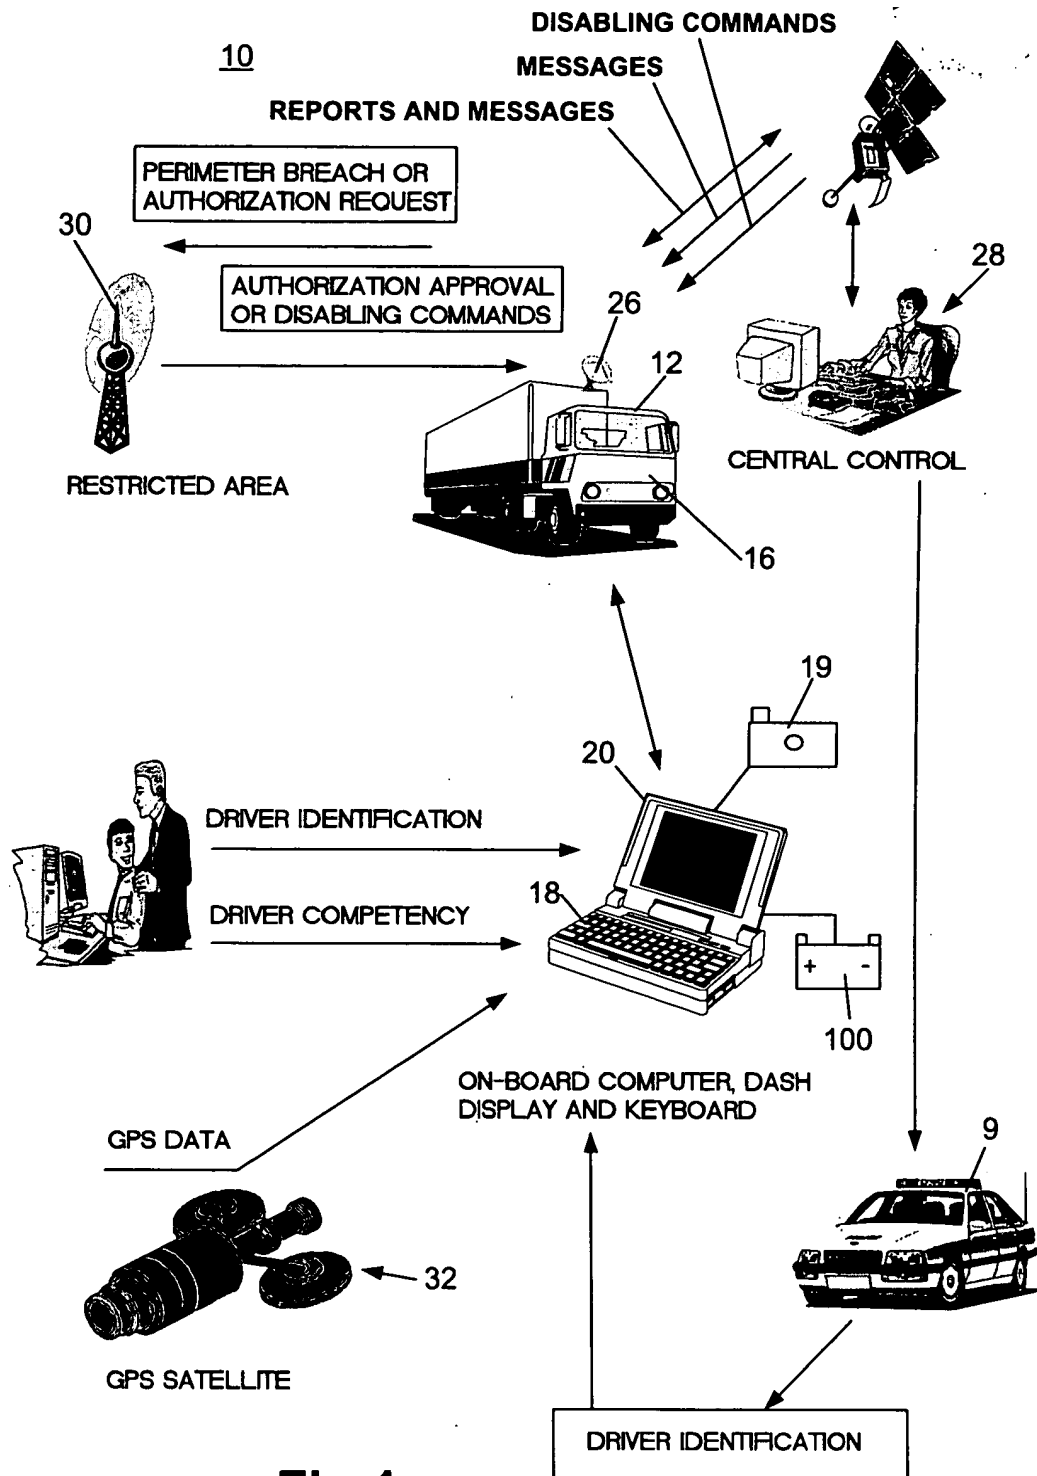 DISABLING COMMANDS
10
MESSAGES
REPORTS AND MESSAGES
PERIMETER BREACH OR
AUTHORIZATION REQUEST
30
28
AUTHORIZATION APPROVAL
OR DISABLING COMMANDS
26
12
CENTRAL CONTROL
RESTRICTED AREA
16
19
20
DRIVER IDENTIFICATION
18
DRIVER COMPETENCY
+ -
100
ON-BOARD COMPUTER, DASH
DISPLAY AND KEYBOARD
9
GPS DATA
32
GPS SATELLITE
DRIVER IDENTIFICATION